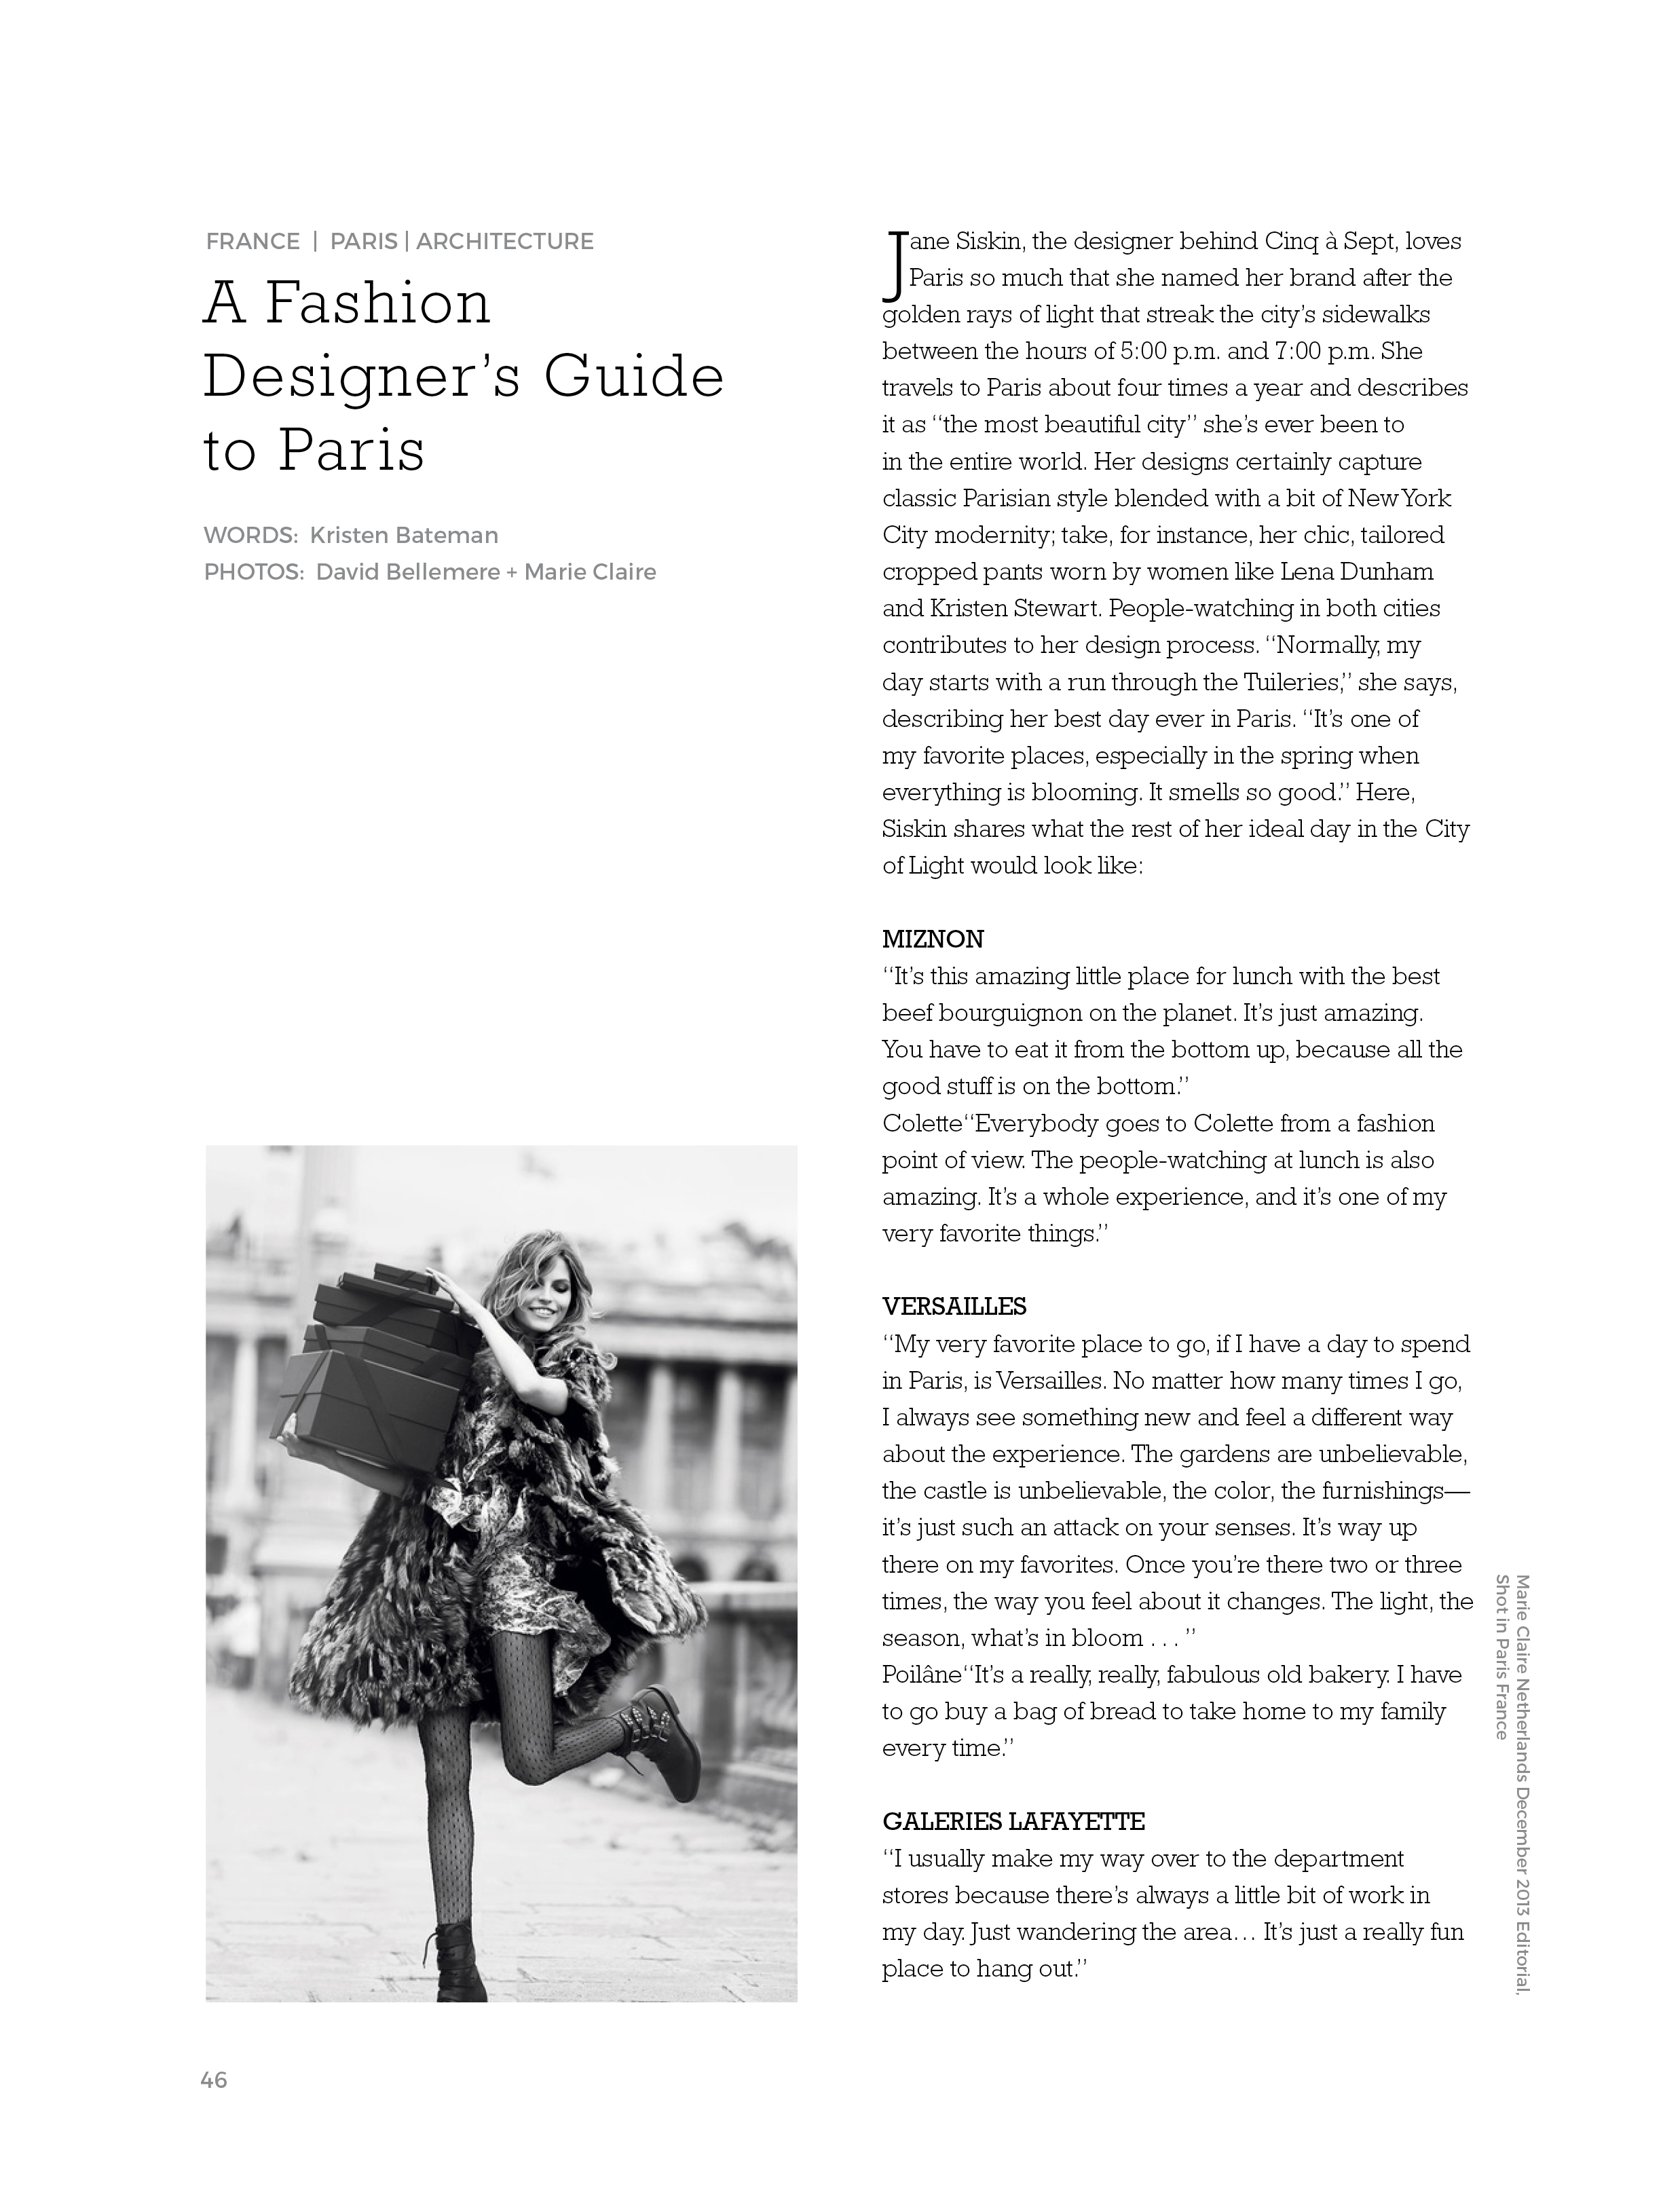 FRANCE | PARIS | ARCHITECTURE
A Fashion
Designer’s Guide
to Paris
WORDS: Kristen Bateman
PHOTOS: David Bellemere + Marie Claire
Jane Siskin, the designer behind Cinq à Sept, loves
Paris so much that she named her brand after the
golden rays of light that streak the city’s sidewalks
between the hours of 5:00 p.m. and 7:00 p.m. She
travels to Paris about four times a year and describes
it as “the most beautiful city” she’s ever been to
in the entire world. Her designs certainly capture
classic Parisian style blended with a bit of New York
City modernity; take, for instance, her chic, tailored
cropped pants worn by women like Lena Dunham
and Kristen Stewart. People-watching in both cities
contributes to her design process. “Normally, my
day starts with a run through the Tuileries,” she says,
describing her best day ever in Paris. “It’s one of
my favorite places, especially in the spring when
everything is blooming. It smells so good.” Here,
Siskin shares what the rest of her ideal day in the City
of Light would look like:
MIZNON
“It’s this amazing little place for lunch with the best
beef bourguignon on the planet. It’s just amazing.
You have to eat it from the bottom up, because all the
good stuff is on the bottom.”
Colette“Everybody goes to Colette from a fashion
point of view. The people-watching at lunch is also
amazing. It’s a whole experience, and it’s one of my
very favorite things.”
VERSAILLES
“My very favorite place to go, if I have a day to spend
in Paris, is Versailles. No matter how many times I go,
I always see something new and feel a different way
about the experience. The gardens are unbelievable,
the castle is unbelievable, the color, the furnishings—
it’s just such an attack on your senses. It’s way up
there on my favorites. Once you’re there two or three
times, the way you feel about it changes. The light, the
season, what’s in bloom . . . ”
Poilâne“It’s a really, really, fabulous old bakery. I have
to go buy a bag of bread to take home to my family
every time.”
GALERIES LAFAYETTE
“I usually make my way over to the department
stores because there’s always a little bit of work in
my day. Just wandering the area… It’s just a really fun
place to hang out.”
Marie Claire Netherlands December 2013 Editorial,
Shot in Paris France
46